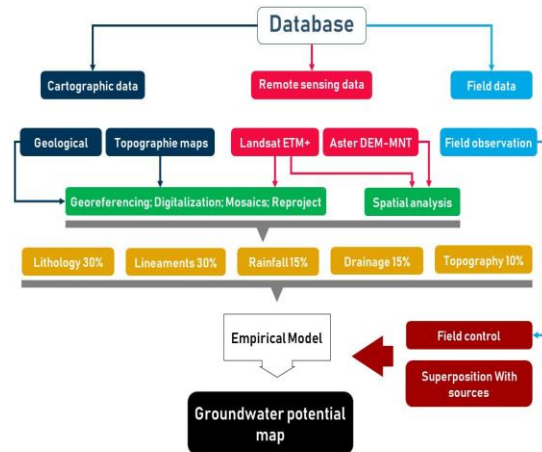 Database
Cartographic data
Remote sensing data
Field data
Geological
Topographie maps
Landsat ETM+
Aster DEM-MNT
Field observation
Georeferencing; Digitalization; Mosaics; Reproject
Spatial analysis
Lithology 30%
Lineaments 30%
Rainfall 15%
Drainage 15%
Topography 10%
Empirical Model
Field control
Superposition With
sources
Groundwater potential
map